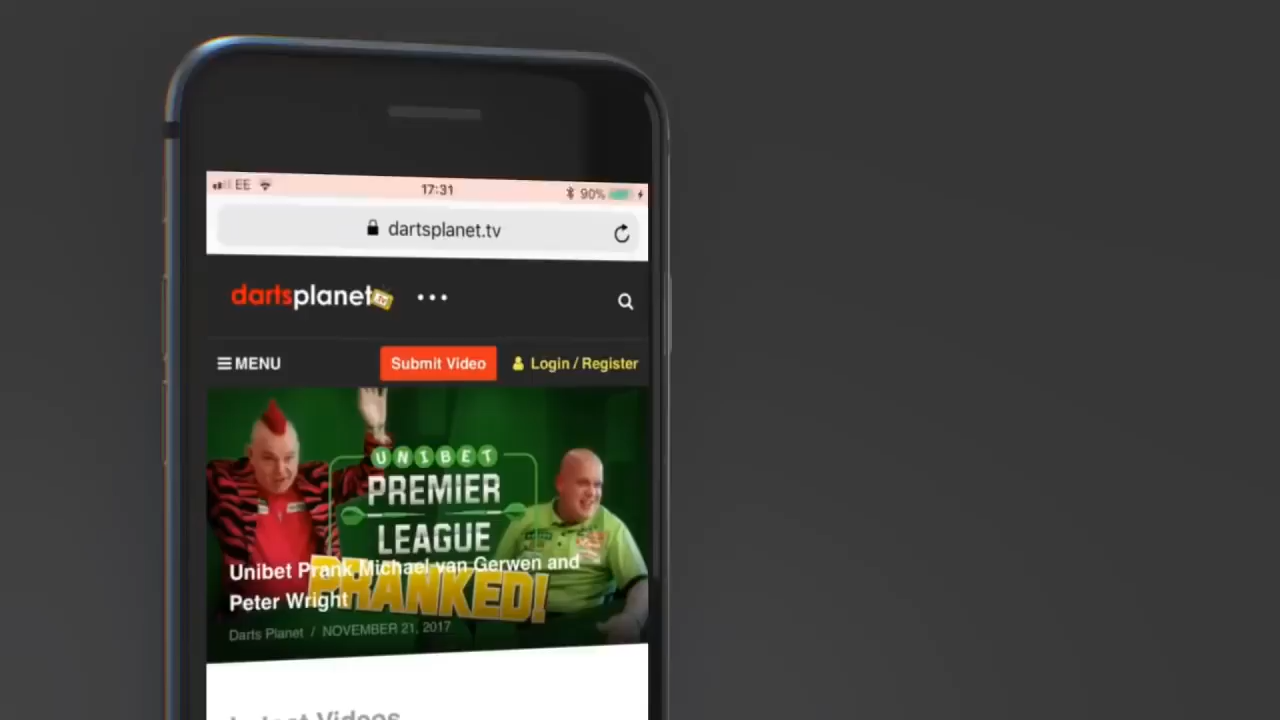 EE 17:31 90%
dartsplanet.tv
dartsplanet tv •••
MENU Submit Video Login / Register
UNIBET
PREMIER
LEAGUE
PRANKED!
Unibet Prank Michael van Gerwen and
Peter Wright
Darts Planet / NOVEMBER 21, 2017
Latest Videos